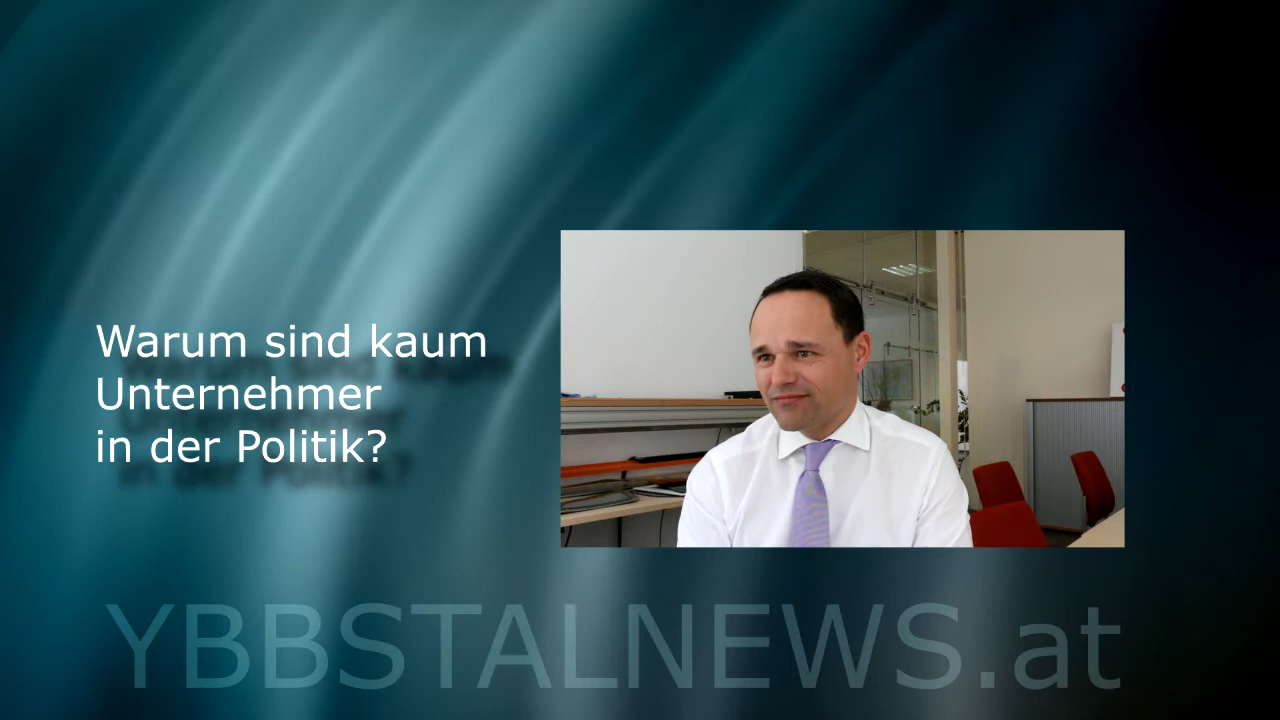 Warum sind kaum
Unternehmer
in der Politik?
YBBSTALNEWS.at